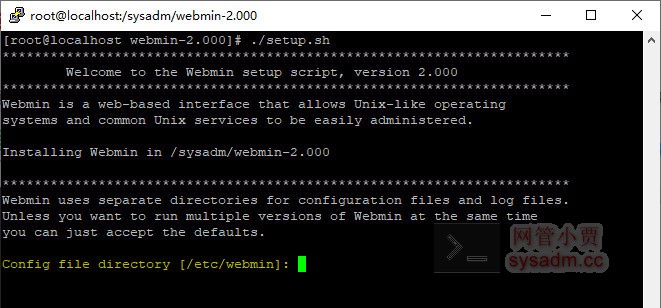 root@localhost:/sysadm/webmin-2.000
[root@localhost webmin-2.000]# ./setup.sh
***********************************************************************
Welcome to the Webmin setup script, version 2.000
***********************************************************************
Webmin is a web-based interface that allows Unix-like operating
systems and common Unix services to be easily administered.
Installing Webmin in /sysadm/webmin-2.000
***********************************************************************
Webmin uses separate directories for configuration files and log files.
Unless you want to run multiple versions of Webmin at the same time
you can just accept the defaults.
Config file directory [/etc/webmin]:
>_
网管小贾
sysadm.cc